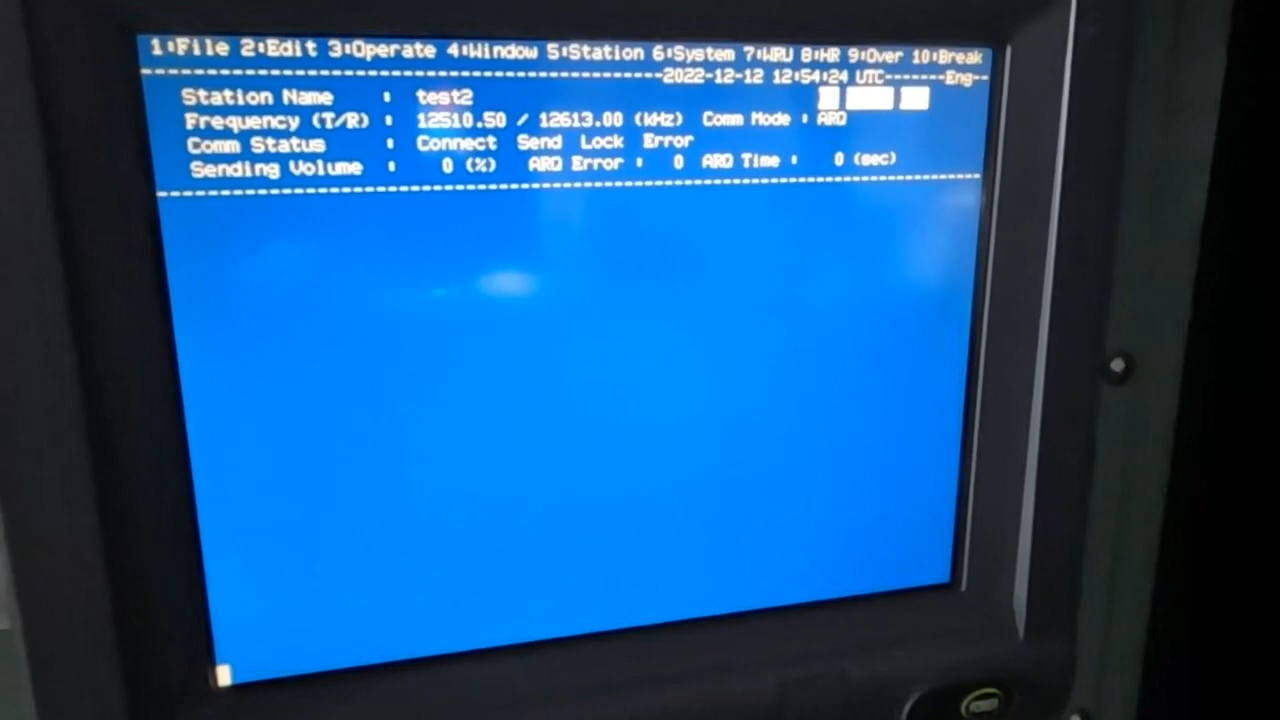 1:File 2:Edit 3:Operate 4:Window 5:Station 6:System 7:WRU 8:HR 9:Over 10:Break
2022-12-12 12:54:24 UTC-------Eng--
Station Name : test2
Frequency (T/R) : 12510.50 / 12613.00 (kHz) Comm Mode : ARQ
Comm Status : Connect Send Lock Error
Sending Volume : 0 (%) ARQ Error : 0 ARQ Time : 0 (sec)